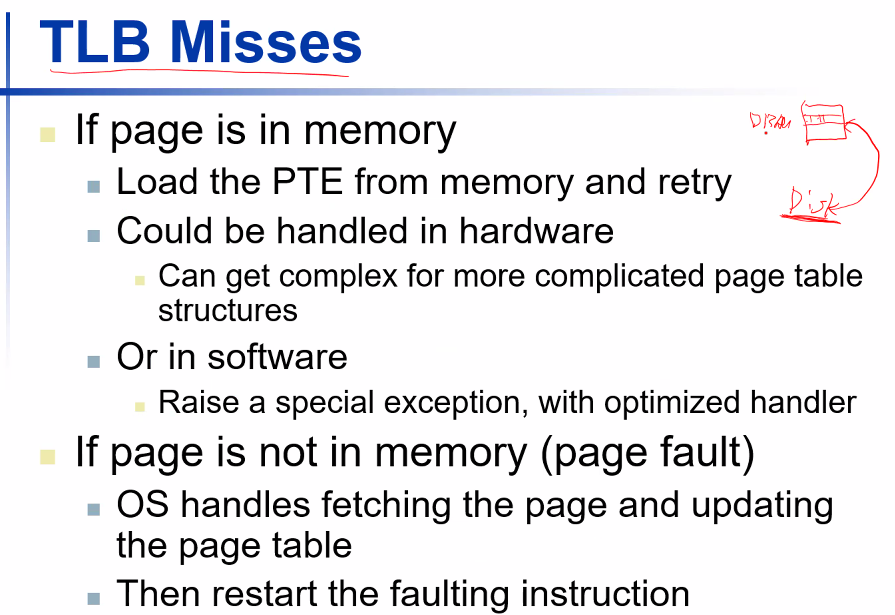 TLB Misses
If page is in memory
DRAM
Load the PTE from memory and retry
Disk
Could be handled in hardware
Can get complex for more complicated page table
structures
Or in software
Raise a special exception, with optimized handler
If page is not in memory (page fault)
OS handles fetching the page and updating
the page table
Then restart the faulting instruction